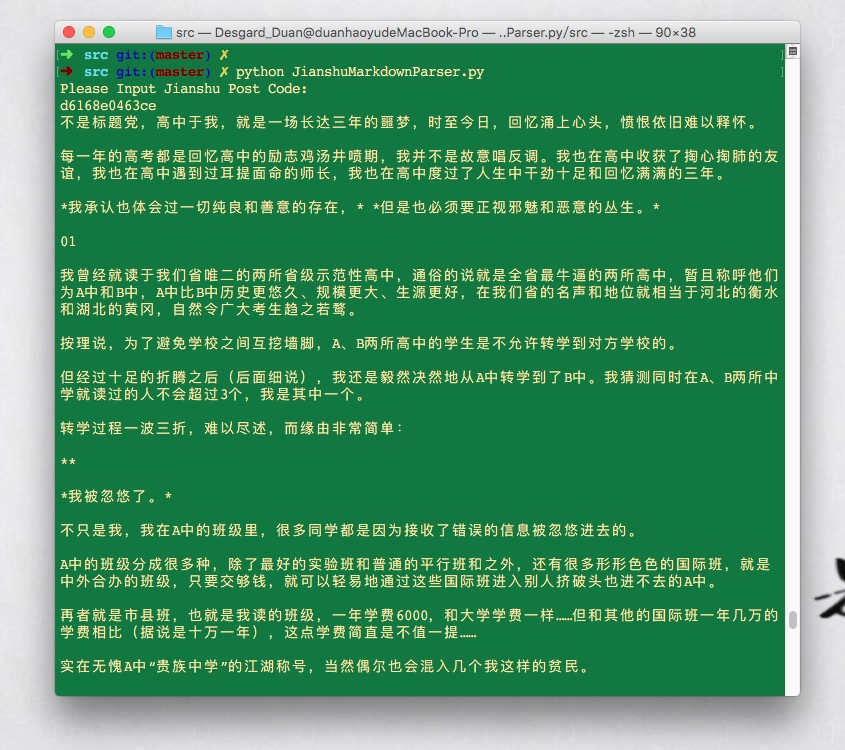 src — Desgard_Duan@duanhaoyudeMacBook-Pro — ..Parser.py/src — -zsh — 90×38
➜ src git:(master) ✗
➜ src git:(master) ✗ python JianshuMarkdownParser.py
Please Input Jianshu Post Code:
d6168e0463ce
不是标题党，高中于我，就是一场长达三年的噩梦，时至今日，回忆涌上心头，愤恨依旧难以释怀。
每一年的高考都是回忆高中的励志鸡汤井喷期，我并不是故意唱反调。我也在高中收获了掏心掏肺的友
谊，我也在高中遇到过耳提面命的师长，我也在高中度过了人生中干劲十足和回忆满满的三年。
*我承认也体会过一切纯良和善意的存在，* *但是也必须要正视邪魅和恶意的丛生。*
01
我曾经就读于我们省唯二的两所省级示范性高中，通俗的说就是全省最牛逼的两所高中，暂且称呼他们
为A中和B中，A中比B中历史更悠久、规模更大、生源更好，在我们省的名声和地位就相当于河北的衡水
和湖北的黄冈，自然令广大考生趋之若鹜。
按理说，为了避免学校之间互挖墙脚，A、B两所高中的学生是不允许转学到对方学校的。
但经过十足的折腾之后（后面细说），我还是毅然决然地从A中转学到了B中。我猜测同时在A、B两所中
学就读过的人不会超过3个，我是其中一个。
转学过程一波三折，难以尽述，而缘由非常简单：
**
*我被忽悠了。*
不只是我，我在A中的班级里，很多同学都是因为接收了错误的信息被忽悠进去的。
A中的班级分成很多种，除了最好的实验班和普通的平行班和之外，还有很多形形色色的国际班，就是
中外合办的班级，只要交够钱，就可以轻易地通过这些国际班进入别人挤破头也进不去的A中。
再者就是市县班，也就是我读的班级，一年学费6000，和大学学费一样……但和其他的国际班一年几万的
学费相比（据说是十万一年），这点学费简直是不值一提……
实在无愧A中“贵族中学”的江湖称号，当然偶尔也会混入几个我这样的贫民。